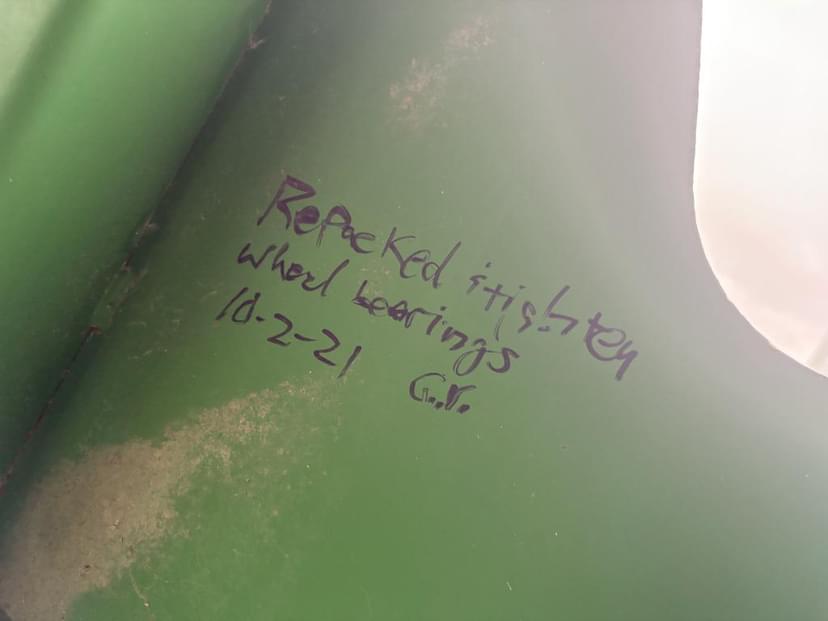 Repacked & tighten
wheel bearings
10-2-21 G.V.